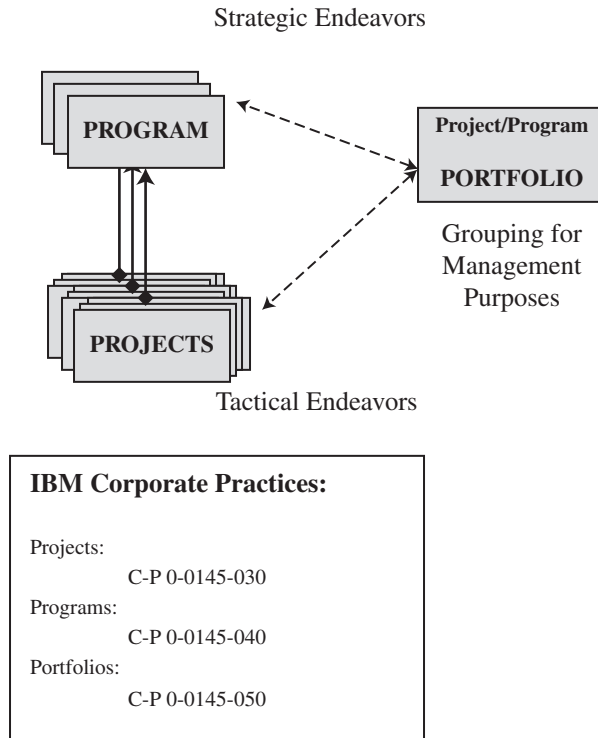 Strategic Endeavors
PROGRAM
Project/Program
PORTFOLIO
Grouping for
Management
Purposes
PROJECTS
Tactical Endeavors
IBM Corporate Practices:
Projects:
C-P 0-0145-030
Programs:
C-P 0-0145-040
Portfolios:
C-P 0-0145-050